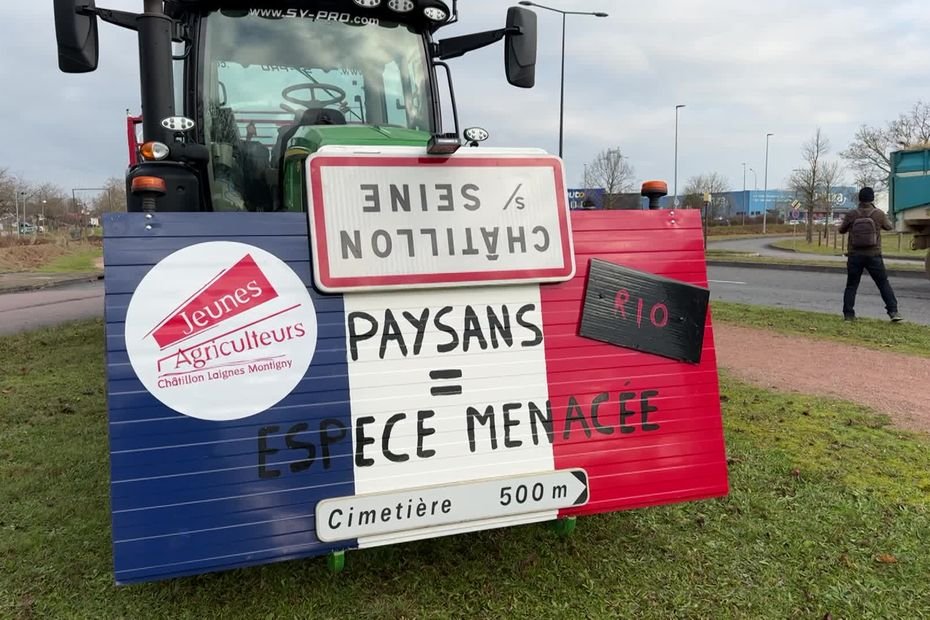 www.SY-PRO.com
CHÂTILLON
s/ SEINE
Jeunes
Agriculteurs
Châtillon Laignes Montigny
PAYSANS
=
ESPECE MENACÉE
RIO
Cimetière 500 m